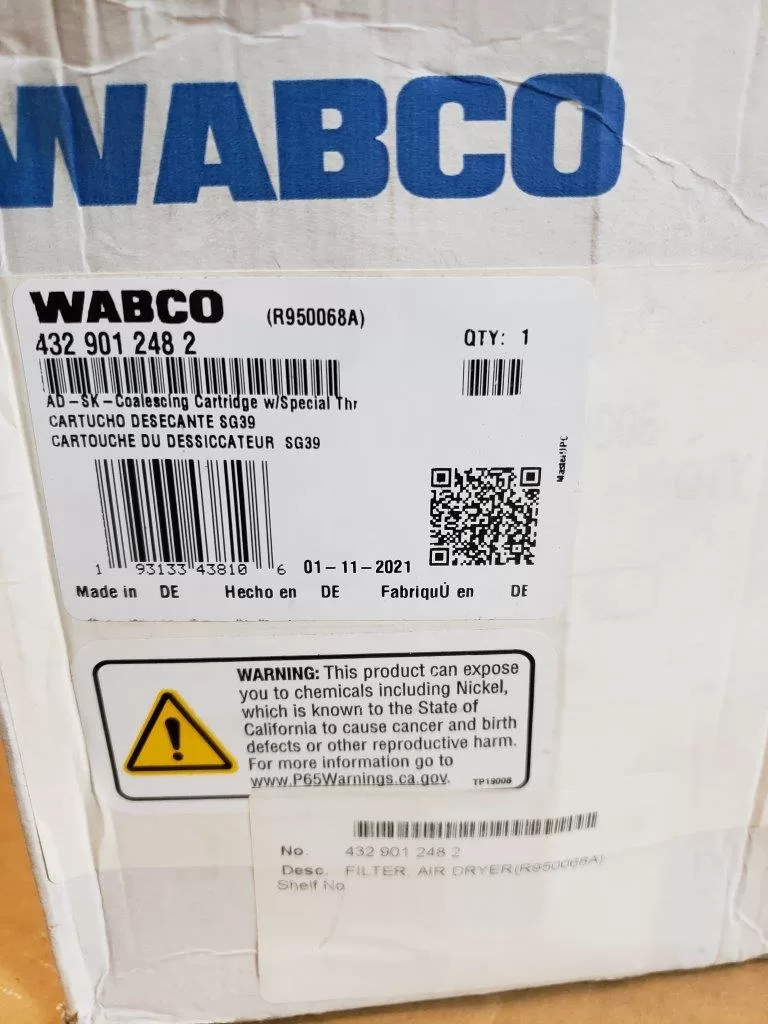 WABCO
WABCO (R950068A)
432 901 248 2
QTY: 1
AD-SK-Coalescing Cartridge w/Special Thr
CARTUCHO DESECANTE SG39
CARTOUCHE DU DESSICCATEUR SG39
MasterUPC
1 93133 43810 6
01-11-2021
Made in DE Hecho en DE FabriquÚ en DE
WARNING: This product can expose
you to chemicals including Nickel,
which is known to the State of
California to cause cancer and birth
defects or other reproductive harm.
For more information go to
www.P65Warnings.ca.gov.
TP19008
No. 432 901 248 2
Desc. FILTER, AIR DRYER(R950068A)
Shelf No